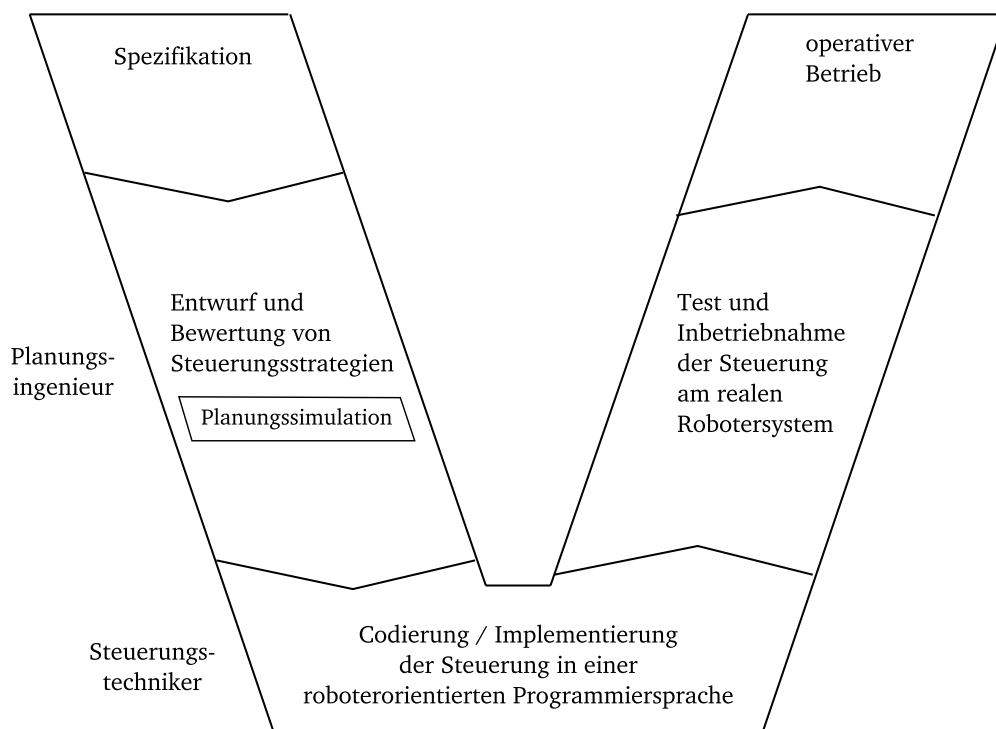 Spezifikation
operativer
Betrieb
Entwurf und
Bewertung von
Steuerungsstrategien
Planungssimulation
Planungs-
ingenieur
Test und
Inbetriebnahme
der Steuerung
am realen
Robotersystem
Steuerungs-
techniker
Codierung / Implementierung
der Steuerung in einer
roboterorientierten Programmiersprache